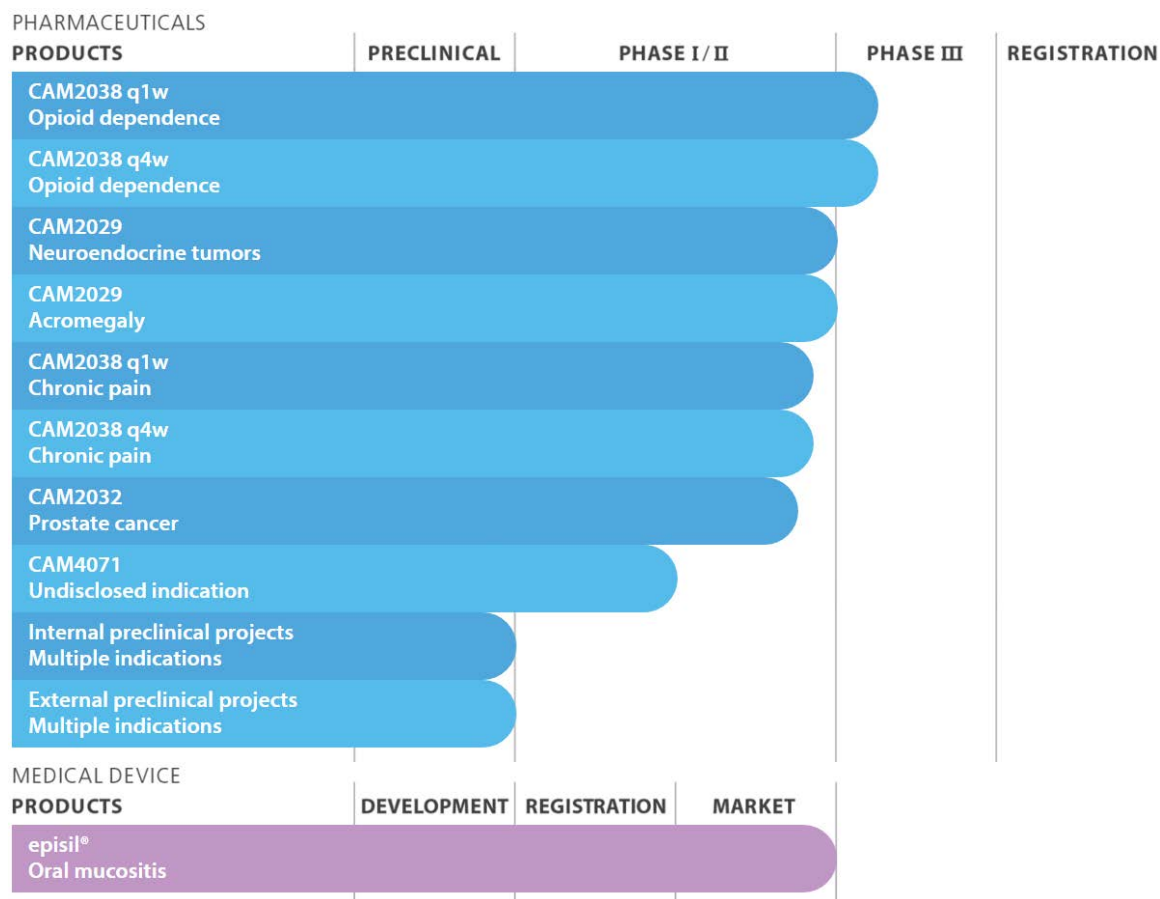 PHARMACEUTICALS
PRODUCTS PRECLINICAL PHASE I / II PHASE III REGISTRATION
CAM2038 q1w
Opioid dependence
CAM2038 q4w
Opioid dependence
CAM2029
Neuroendocrine tumors
CAM2029
Acromegaly
CAM2038 q1w
Chronic pain
CAM2038 q4w
Chronic pain
CAM2032
Prostate cancer
CAM4071
Undisclosed indication
Internal preclinical projects
Multiple indications
External preclinical projects
Multiple indications
MEDICAL DEVICE
PRODUCTS DEVELOPMENT REGISTRATION MARKET
episil®
Oral mucositis